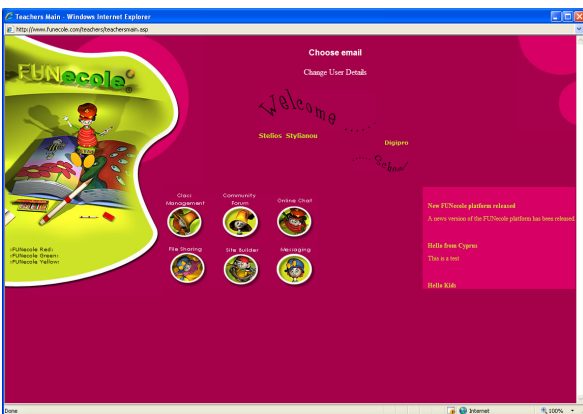 Teachers Main - Windows Internet Explorer
http://www.funecole.com/teachers/teachersmain.asp
FUNecole®
Choose email
Change User Details
Welcome .....
Stelios Stylianou
Digipro
..... School
Class Management
Community Forum
Online Chat
File Sharing
Site Builder
Messaging
New FUNecole platform released
A news version of the FUNecole platform has been released
Hello from Cyprus
This is a test
Hello Kids
:FUNecole Red:
:FUNecole Green:
:FUNecole Yellow:
Done
Internet
100%